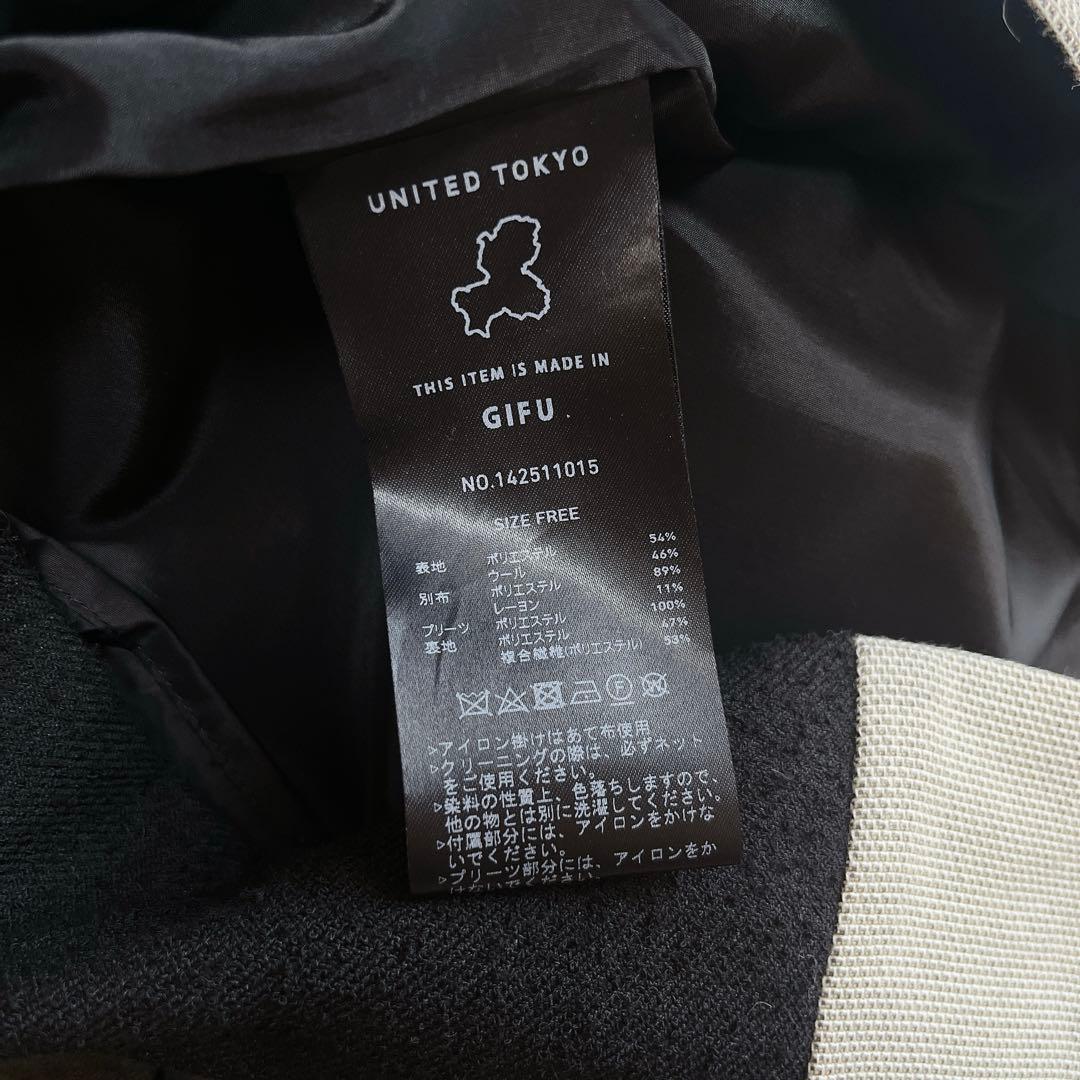 UNITED TOKYO
THIS ITEM IS MADE IN
GIFU
NO.142511015
SIZE FREE
表地 ポリエステル 54%
ウール 46%
別布 ポリエステル 89%
レーヨン 11%
プリーツ ポリエステル 100%
裏地 ポリエステル 47%
複合繊維(ポリエステル) 53%
F
W
▷アイロン掛けはあて布使用
▷クリーニングの際は、必ずネット
をご使用ください。
▷染料の性質上、色落ちしますので、
他の物とは別に洗濯してください。
▷付属部分には、アイロンをかけな
いでください。
▷プリーツ部分には、アイロンをか
けないでください。